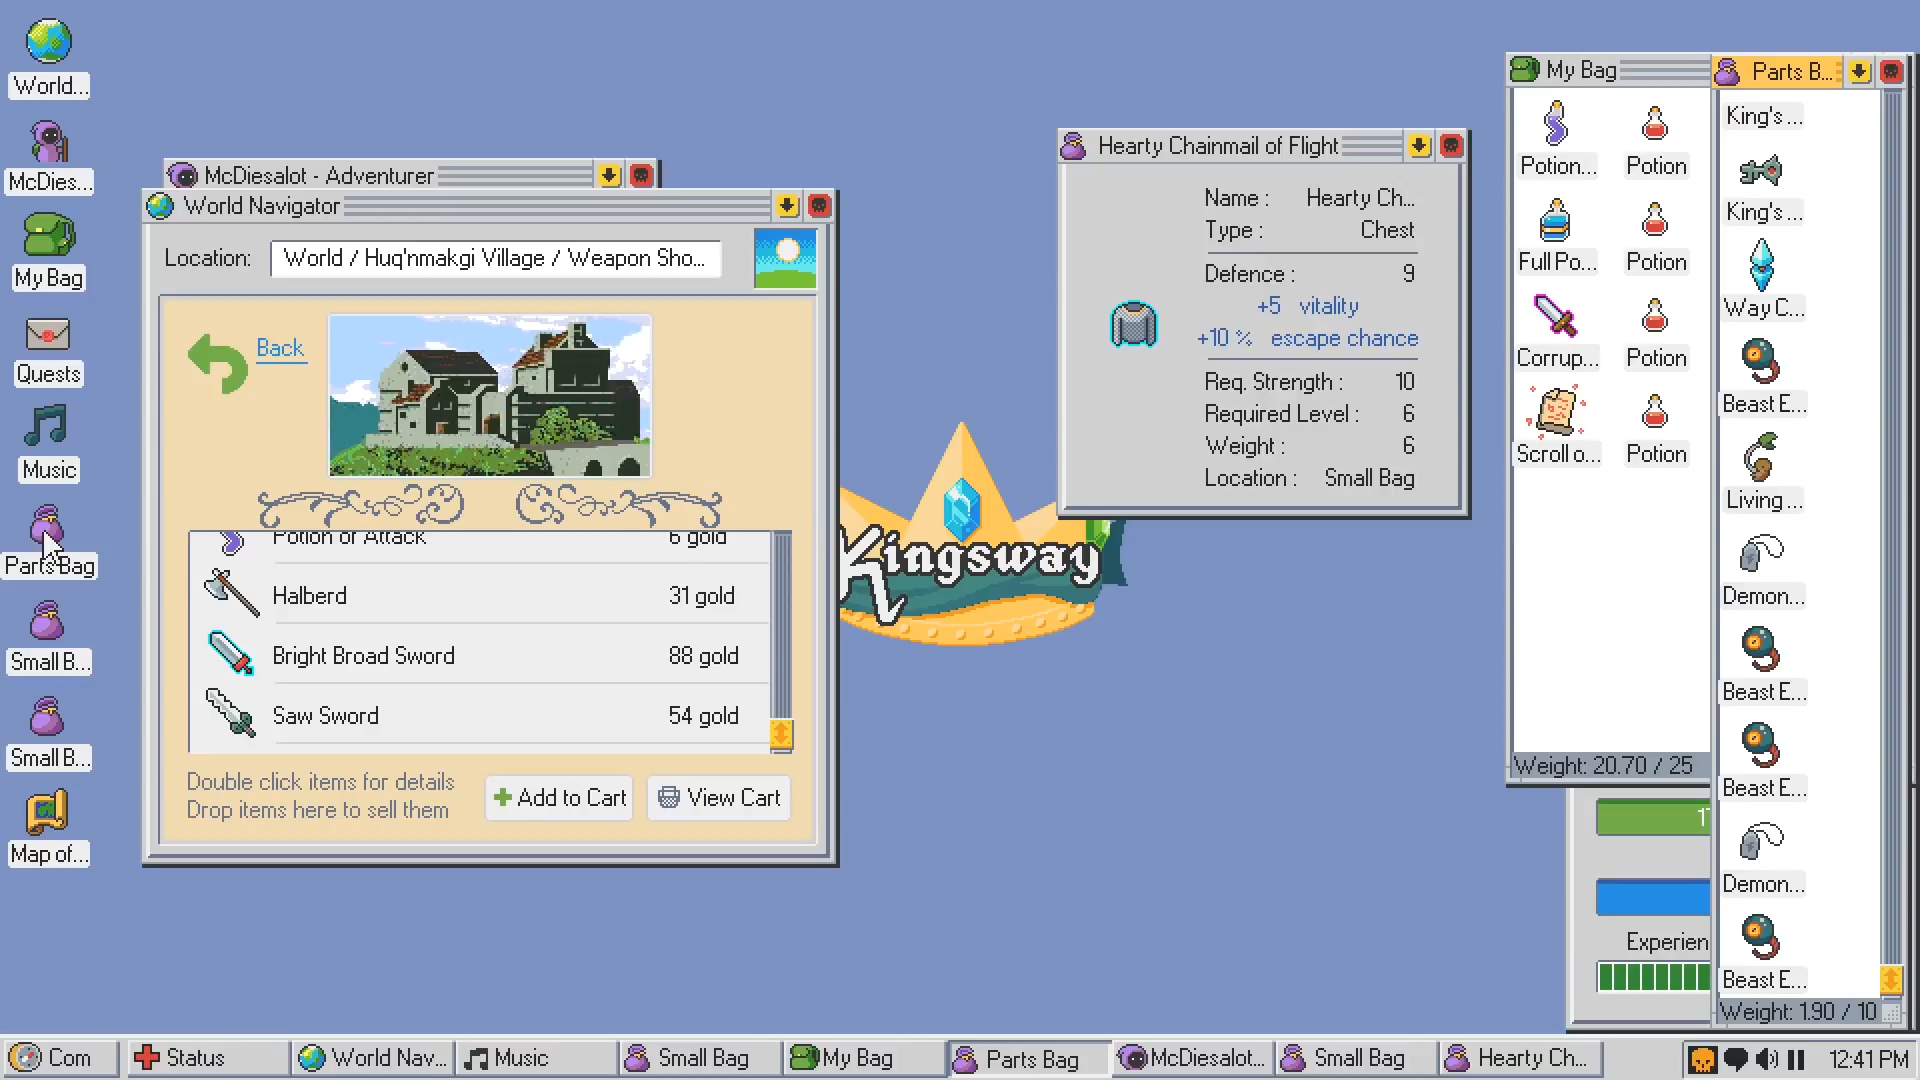 World...
McDies...
My Bag
Quests
Music
Parts Bag
Small B...
Small B...
Map of...
McDiesalot - Adventurer
World Navigator
Location:
World / Huq'nmakgi Village / Weapon Sho...
Back
Potion of Attack
6 gold
Halberd
31 gold
Bright Broad Sword
88 gold
Saw Sword
54 gold
Double click items for details
Drop items here to sell them
Add to Cart
View Cart
Kingsway
Hearty Chainmail of Flight
Name : Hearty Ch...
Type : Chest
Defence : 9
+5 vitality
+10 % escape chance
Req. Strength : 10
Required Level : 6
Weight : 6
Location : Small Bag
My Bag
Potion...
Potion
Full Po...
Potion
Corrup...
Potion
Scroll o...
Potion
Weight: 20.70 / 25
Experien
Parts B...
King's ...
King's ...
Way C...
Beast E...
Living ...
Demon...
Beast E...
Beast E...
Demon...
Beast E...
Weight: 1.90 / 10
Com
Status
World Nav...
Music
Small Bag
My Bag
Parts Bag
McDiesalot...
Small Bag
Hearty Ch...
12:41 PM